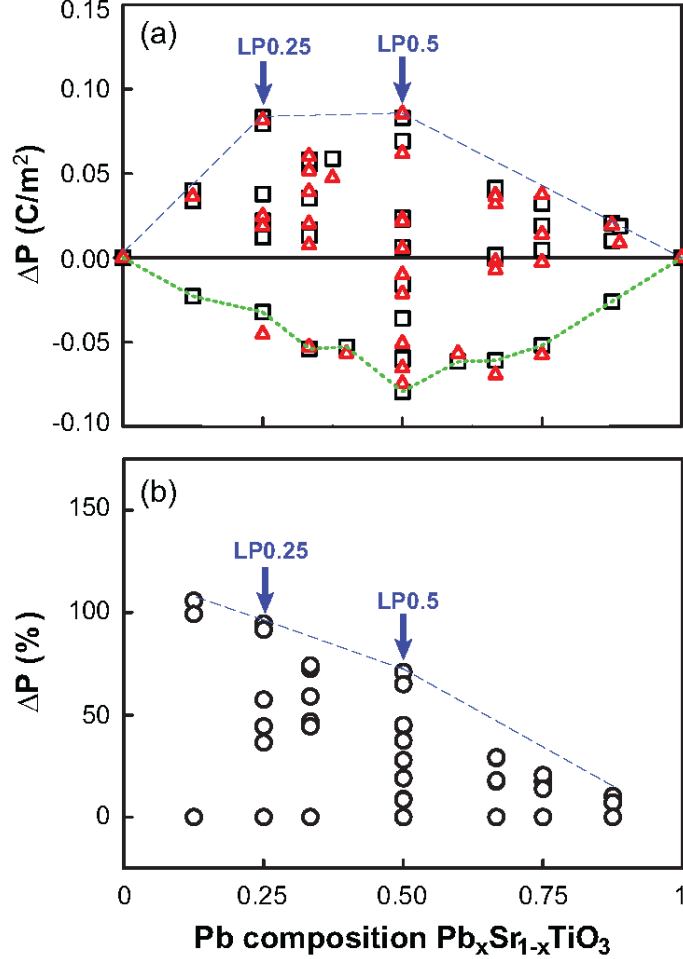 0.15
(a)
LP0.25
LP0.5
0.10
0.05
0.00
-0.05
-0.10
ΔP (C/m²)
(b)
150
LP0.25
LP0.5
100
50
0
ΔP (%)
0 0.25 0.50 0.75 1
Pb composition PbₓSr₁₋ₓTiO₃